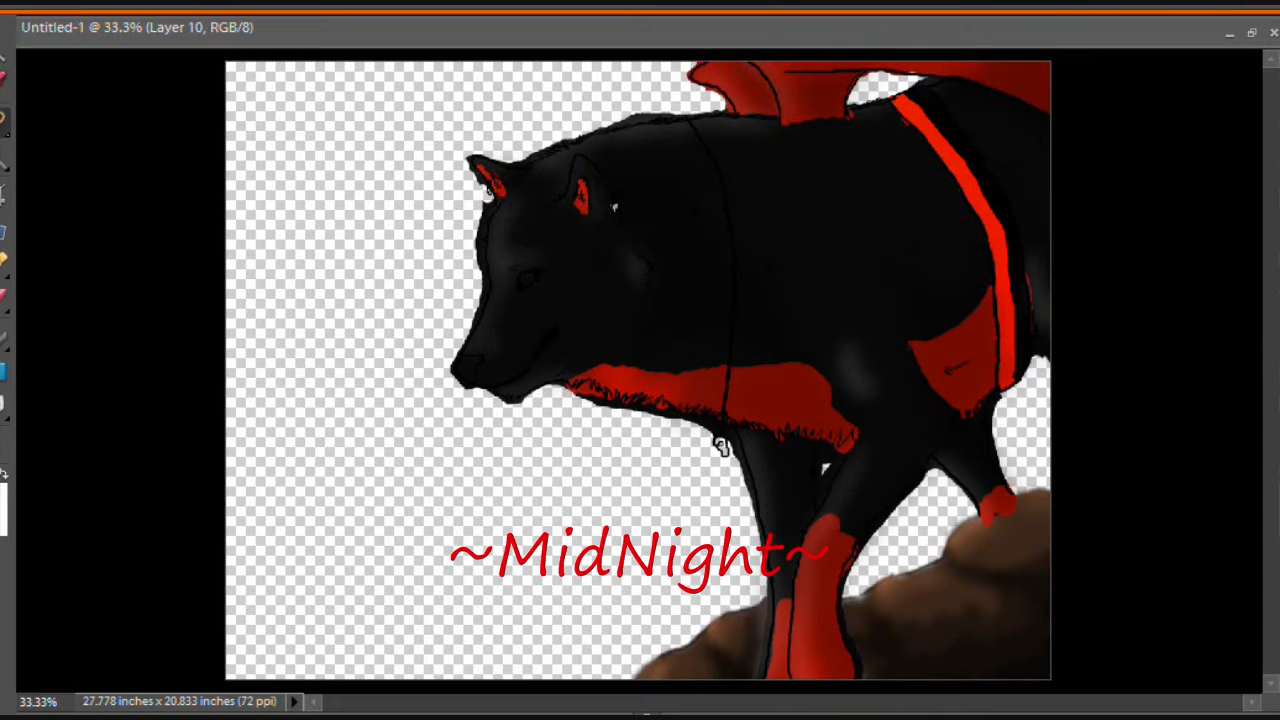 Untitled-1 @ 33.3% (Layer 10, RGB/8)
~MidNight~
33.33%
27.778 inches x 20.833 inches (72 ppi)